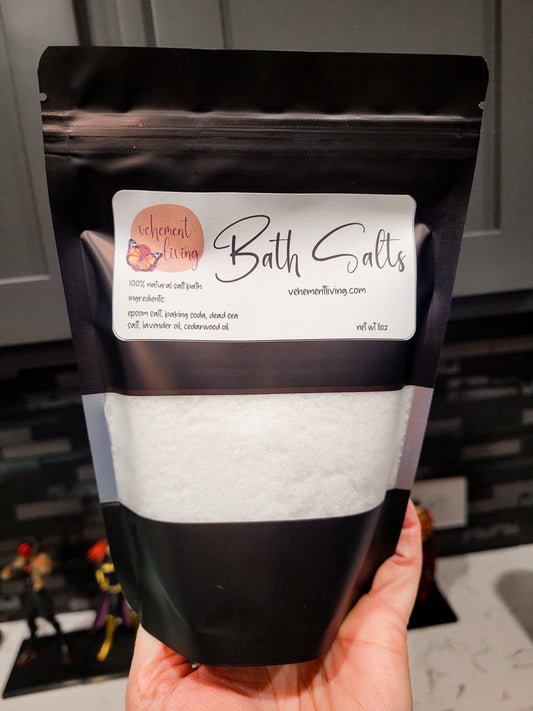 vehement
living
Bath Salts
vehementliving.com
100% natural salt bath
ingredients:
epsom salt, baking soda, dead sea
salt, lavender oil, cedarwood oil
net wt 11oz